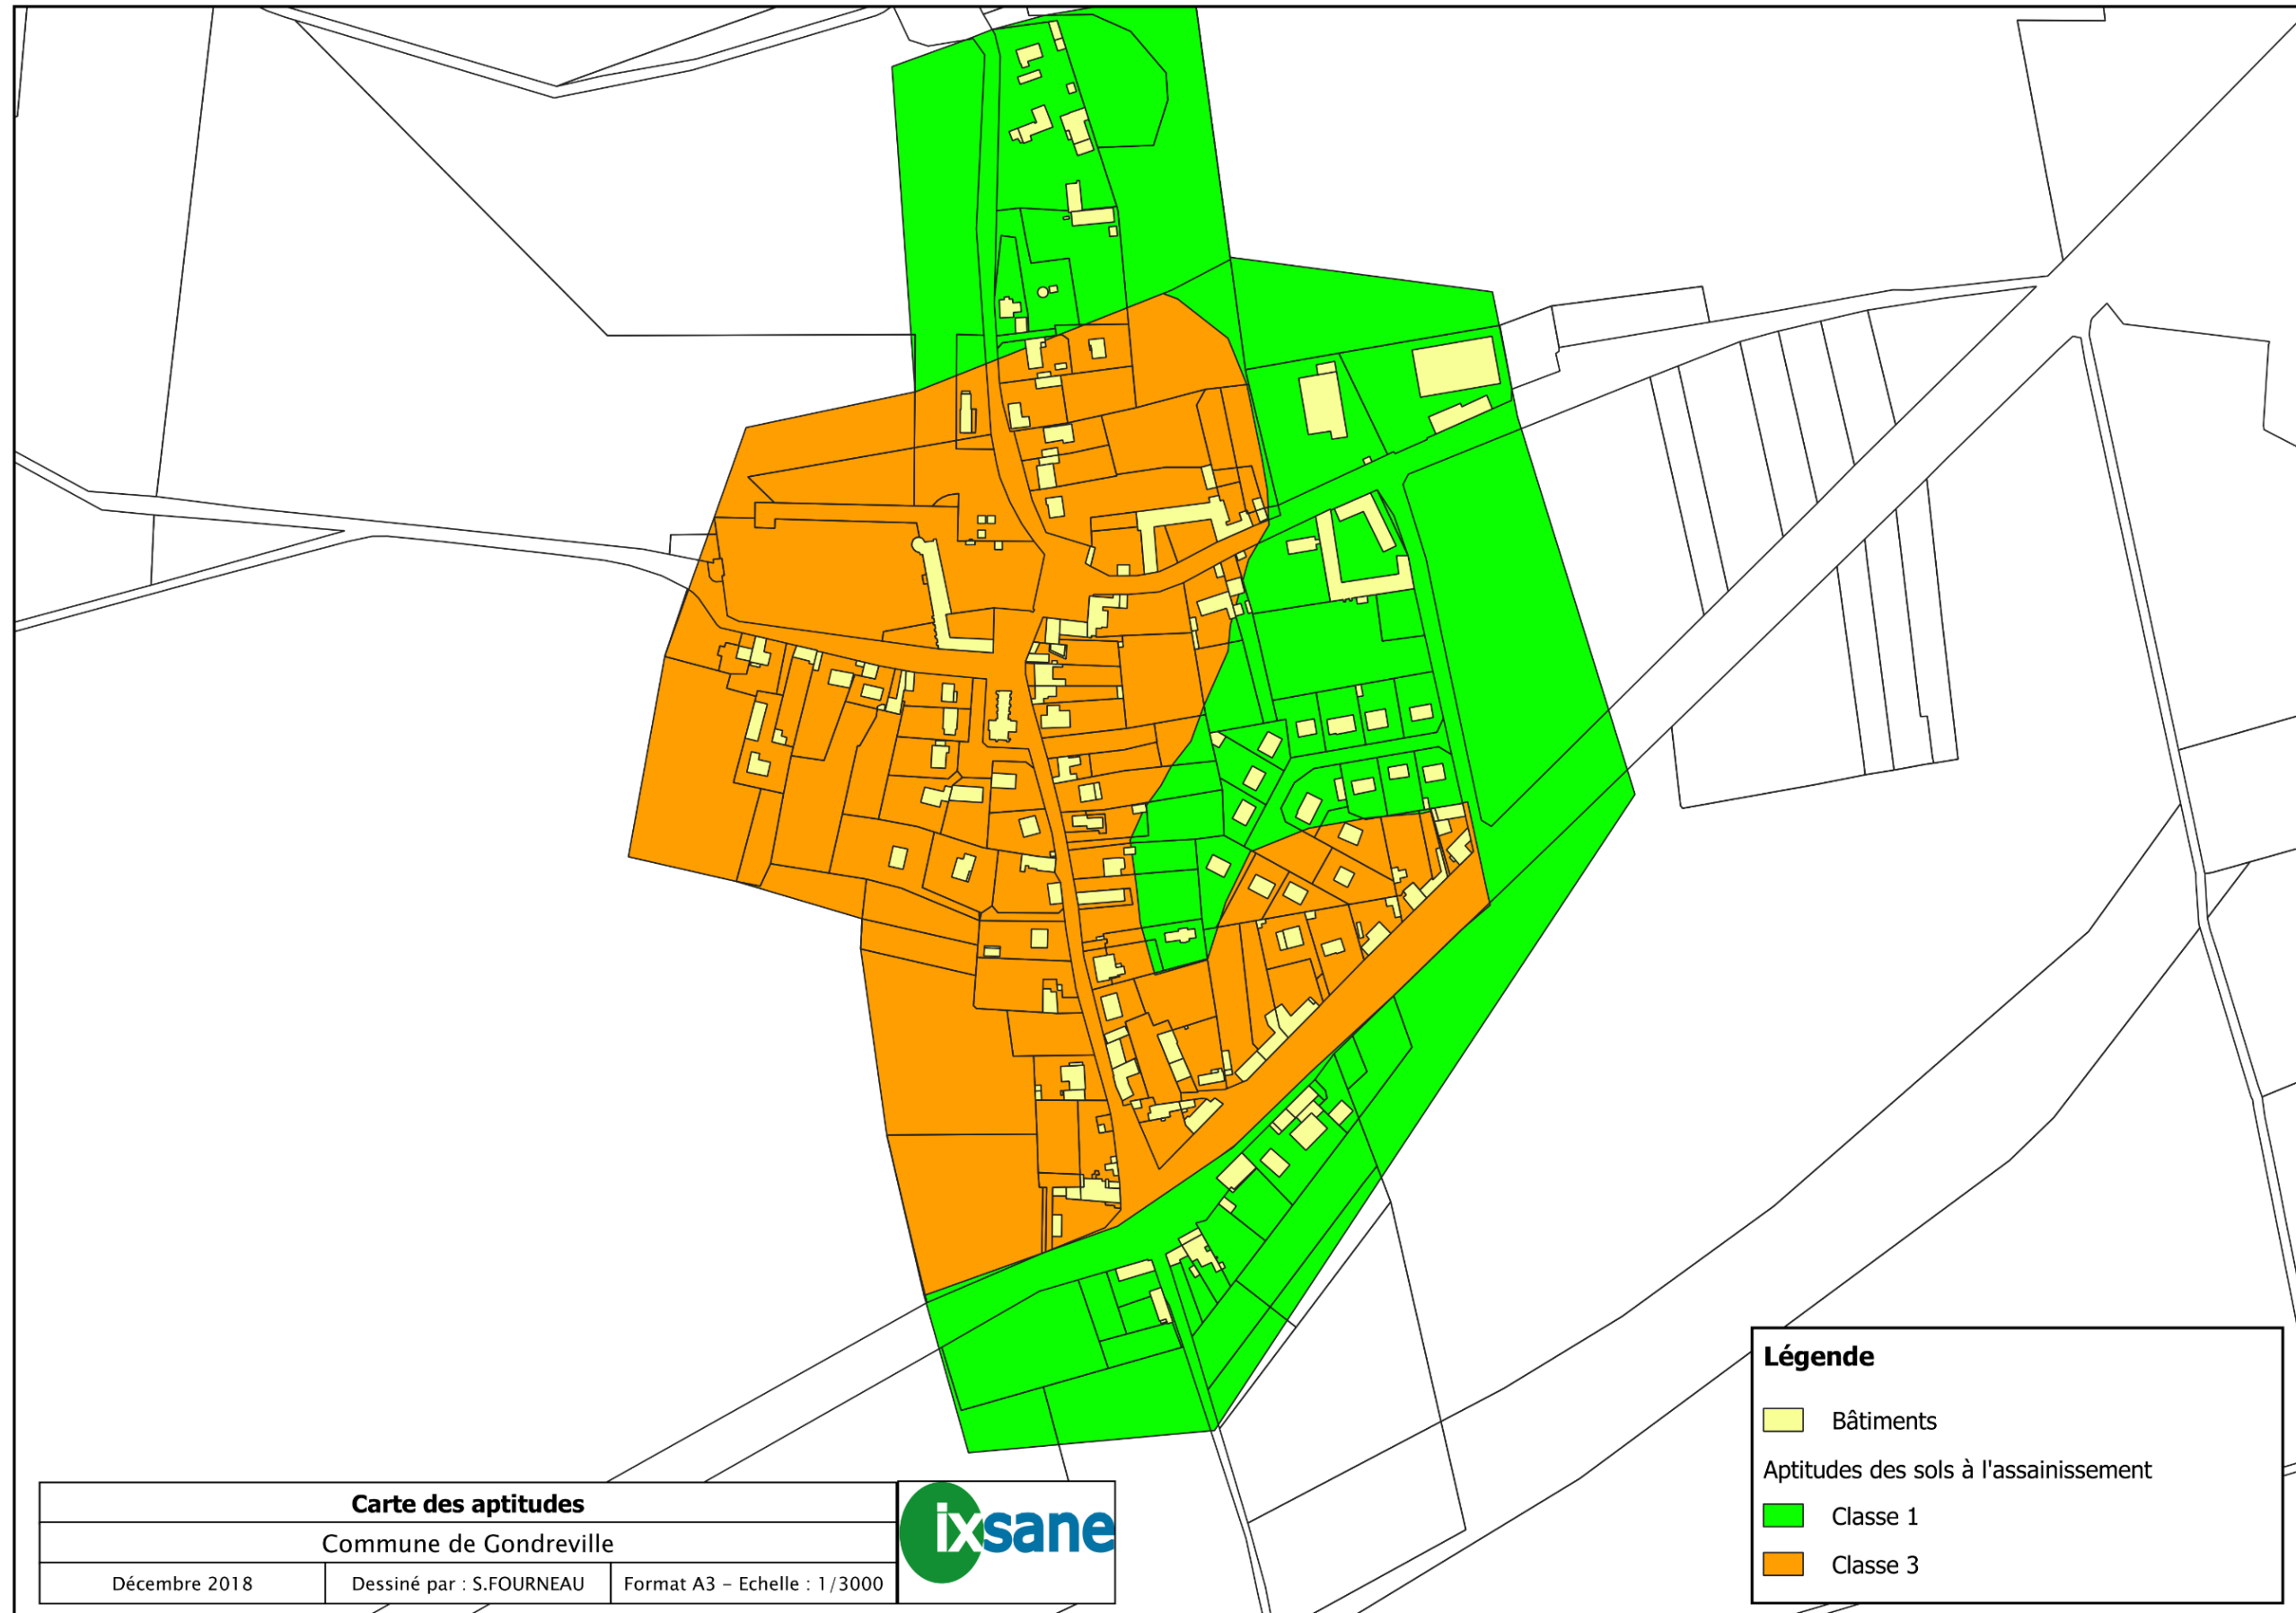 Légende
Bâtiments
Aptitudes des sols à l'assainissement
Classe 1
Classe 3
Carte des aptitudes
Commune de Gondreville
Décembre 2018
Dessiné par : S.FOURNEAU
Format A3 - Echelle : 1/3000
ixsane